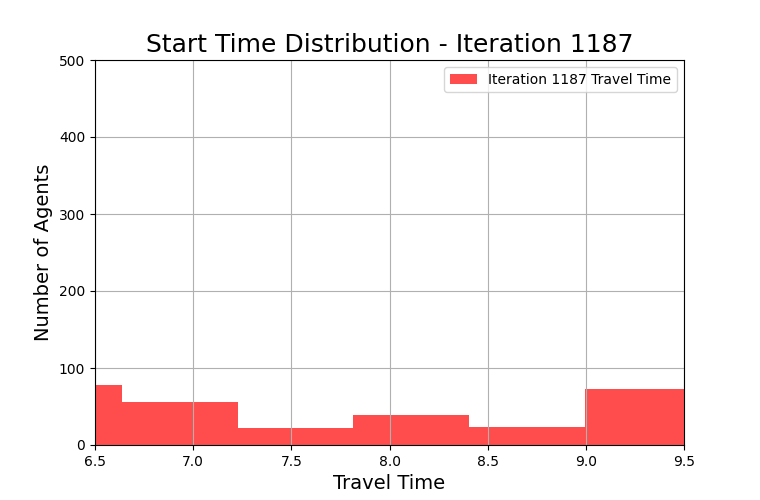 Start Time Distribution - Iteration 1187
500
400
300
200
100
0
Number of Agents
Iteration 1187 Travel Time
6.5 7.0 7.5 8.0 8.5 9.0 9.5
Travel Time